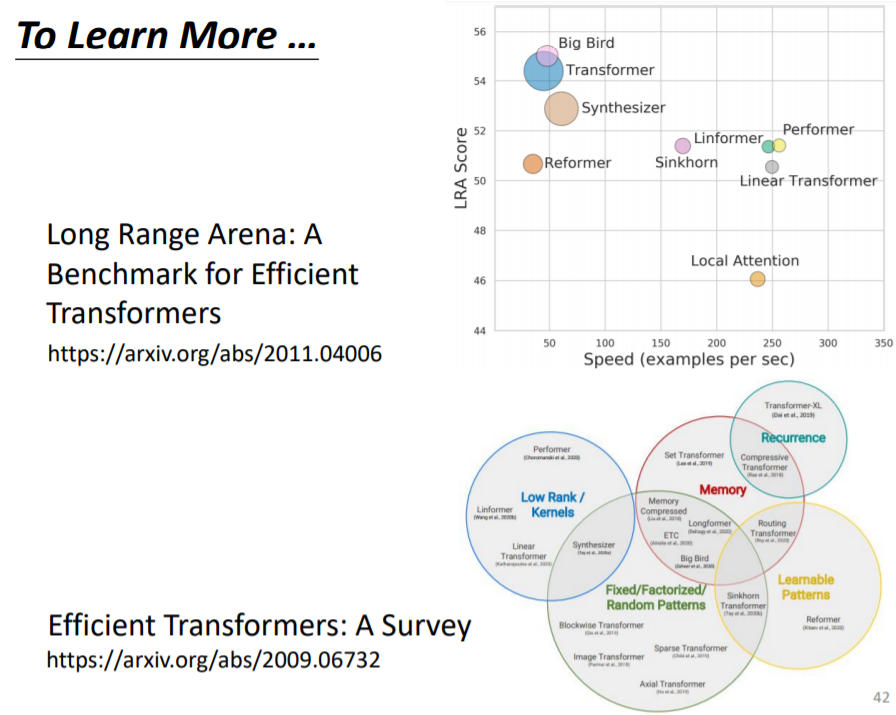 To Learn More …
56
54
52
50
48
46
44
LRA Score
Big Bird
Transformer
Synthesizer
Reformer
Performer
Linformer
Sinkhorn
Linear Transformer
Local Attention
50
100
150
200
250
300
350
Speed (examples per sec)
Long Range Arena: A
Benchmark for Efficient
Transformers
https://arxiv.org/abs/2011.04006
Transformer-XL
(Dai et al., 2019)
Recurrence
Performer
(Choromanski et al., 2020)
Set Transformer
(Lee et al., 2019)
Compressive
Transformer
(Rae et al., 2018)
Memory
Low Rank /
Kernels
Memory
Compressed
(Liu et al., 2018)
Linformer
(Wang et al., 2020b)
Longformer
(Beltagy et al., 2020)
Routing
Transformer
(Roy et al., 2020)
ETC
(Ainslie et al., 2020)
Linear
Transformer
(Katharopoulos et al., 2020)
Synthesizer
(Tay et al., 2020a)
Big Bird
(Zaheer et al., 2020)
Fixed/Factorized/
Random Patterns
Learnable
Patterns
Sinkhorn
Transformer
(Tay et al., 2020b)
Reformer
(Kitaev et al., 2020)
Blockwise Transformer
(Qiu et al., 2019)
Sparse Transformer
(Child et al., 2019)
Image Transformer
(Parmar et al., 2018)
Axial Transformer
(Ho et al., 2019)
Efficient Transformers: A Survey
https://arxiv.org/abs/2009.06732
42